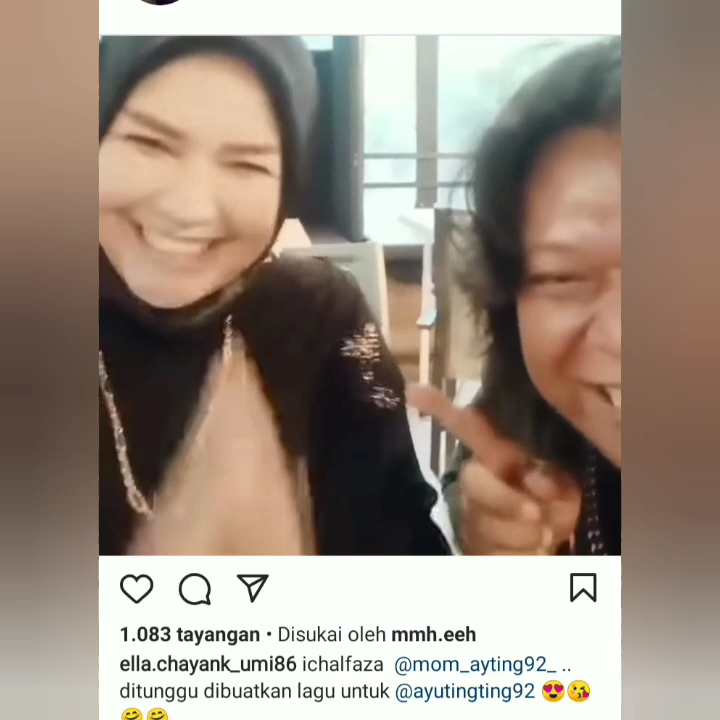 1.083 tayangan • Disukai oleh mmh.eeh
ella.chayank_umi86 ichalfaza @mom_ayting92_ ..
ditunggu dibuatkan lagu untuk @ayutingting92 😍😘
🤗🤗